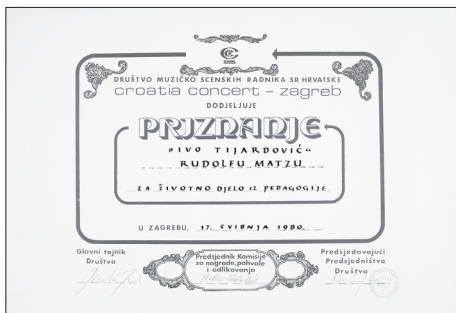 DRUŠTVO MUZIČKO SCENSKIH RADNIKA SR HRVATSKE
croatia concert – zagreb
DODJELJUJE
PRIZNANJE
»IVO TIJARDOVIĆ«
RUDOLFU MATZU
ZA ŽIVOTNO DJELO IZ PEDAGOGIJE
U ZAGREBU, 17. SVIBNJA 1980.
Glavni tajnik
Društva
Predsjednik Komisije
za nagrade, pohvale
i odlikovanja
Predsjedavajući
Predsjedništva
Društva